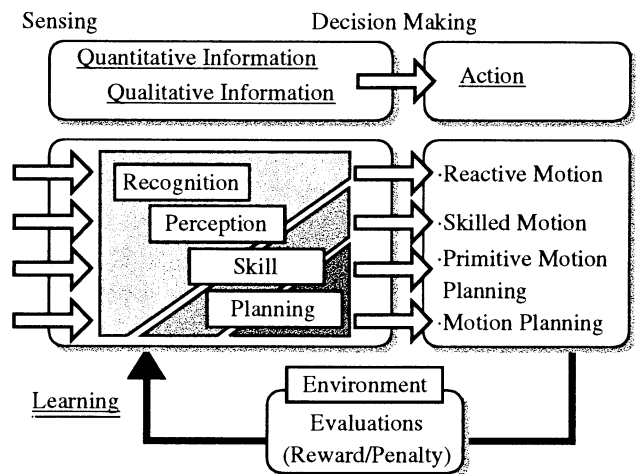 Sensing
Decision Making
Quantitative Information
Qualitative Information
Action
Recognition
Perception
Skill
Planning
·Reactive Motion
·Skilled Motion
·Primitive Motion
Planning
·Motion Planning
Learning
Environment
Evaluations
(Reward/Penalty)